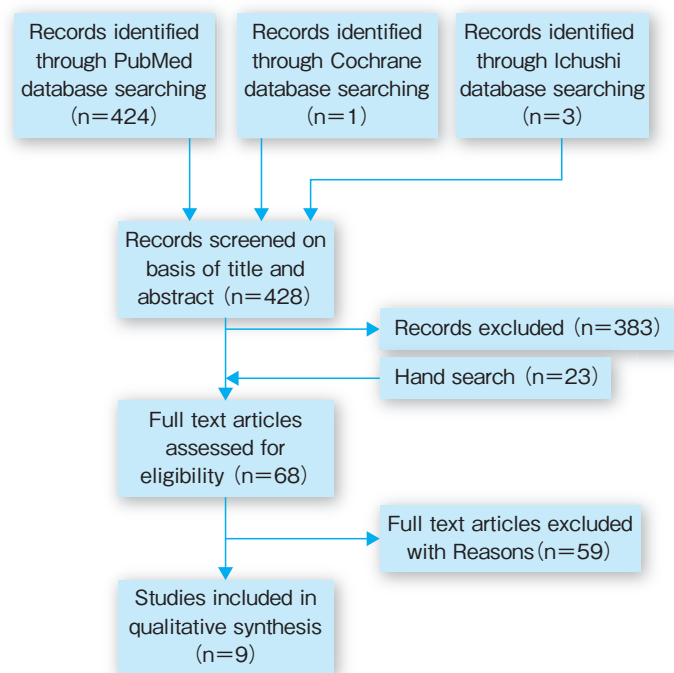 Records identified
through PubMed
database searching
(n=424)
Records identified
through Cochrane
database searching
(n=1)
Records identified
through Ichushi
database searching
(n=3)
Records screened on
basis of title and
abstract (n=428)
Records excluded (n=383)
Hand search (n=23)
Full text articles
assessed for
eligibility (n=68)
Full text articles excluded
with Reasons(n=59)
Studies included in
qualitative synthesis
(n=9)